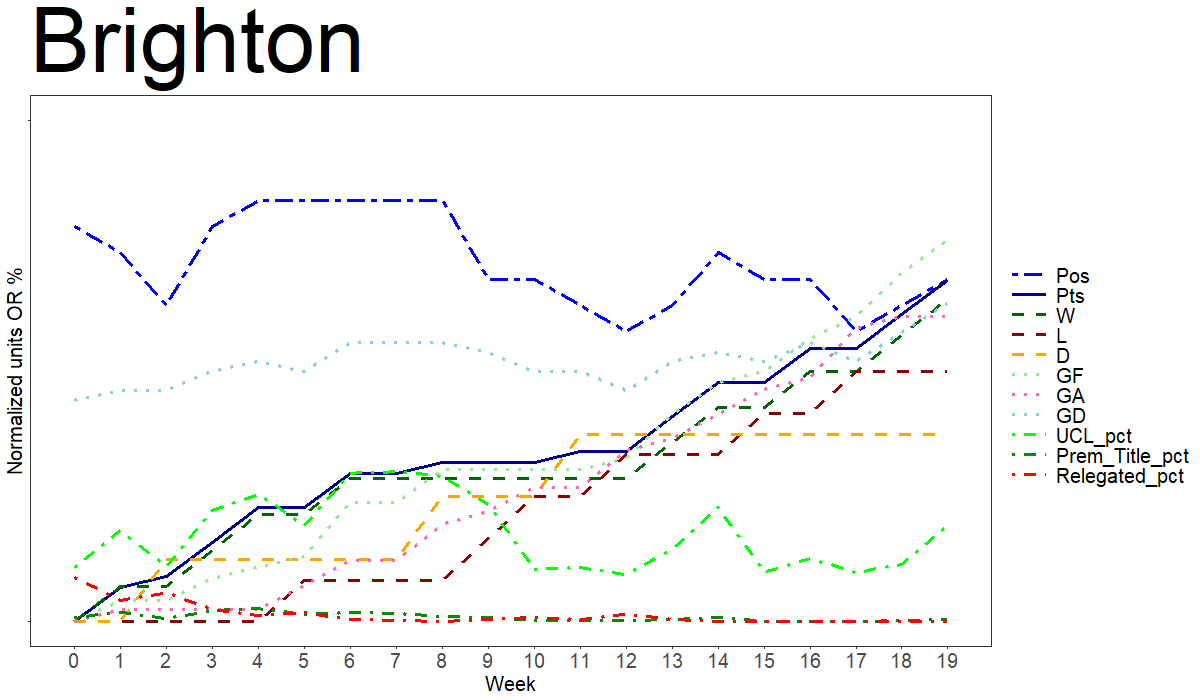 Brighton
Normalized units OR %
Pos
Pts
W
L
D
GF
GA
GD
UCL_pct
Prem_Title_pct
Relegated_pct
0 1 2 3 4 5 6 7 8 9 10 11 12 13 14 15 16 17 18 19
Week